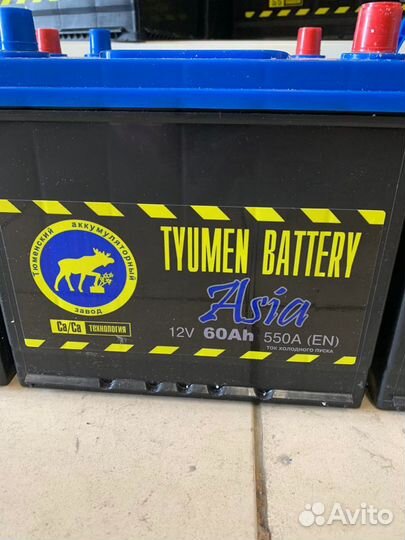 Тюменский аккумуляторный
завод
Ca/Ca технология
TYUMEN BATTERY
Asia
12V 60Ah 550A (EN)
ток холодного пуска
Avito